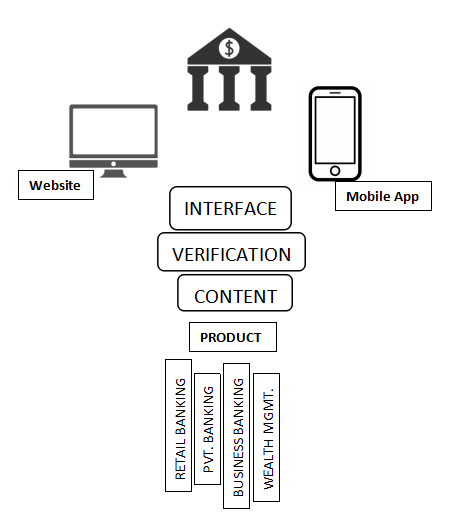 $
Website
Mobile App
INTERFACE
VERIFICATION
CONTENT
PRODUCT
RETAIL BANKING
PVT. BANKING
BUSINESS BANKING
WEALTH MGMT.